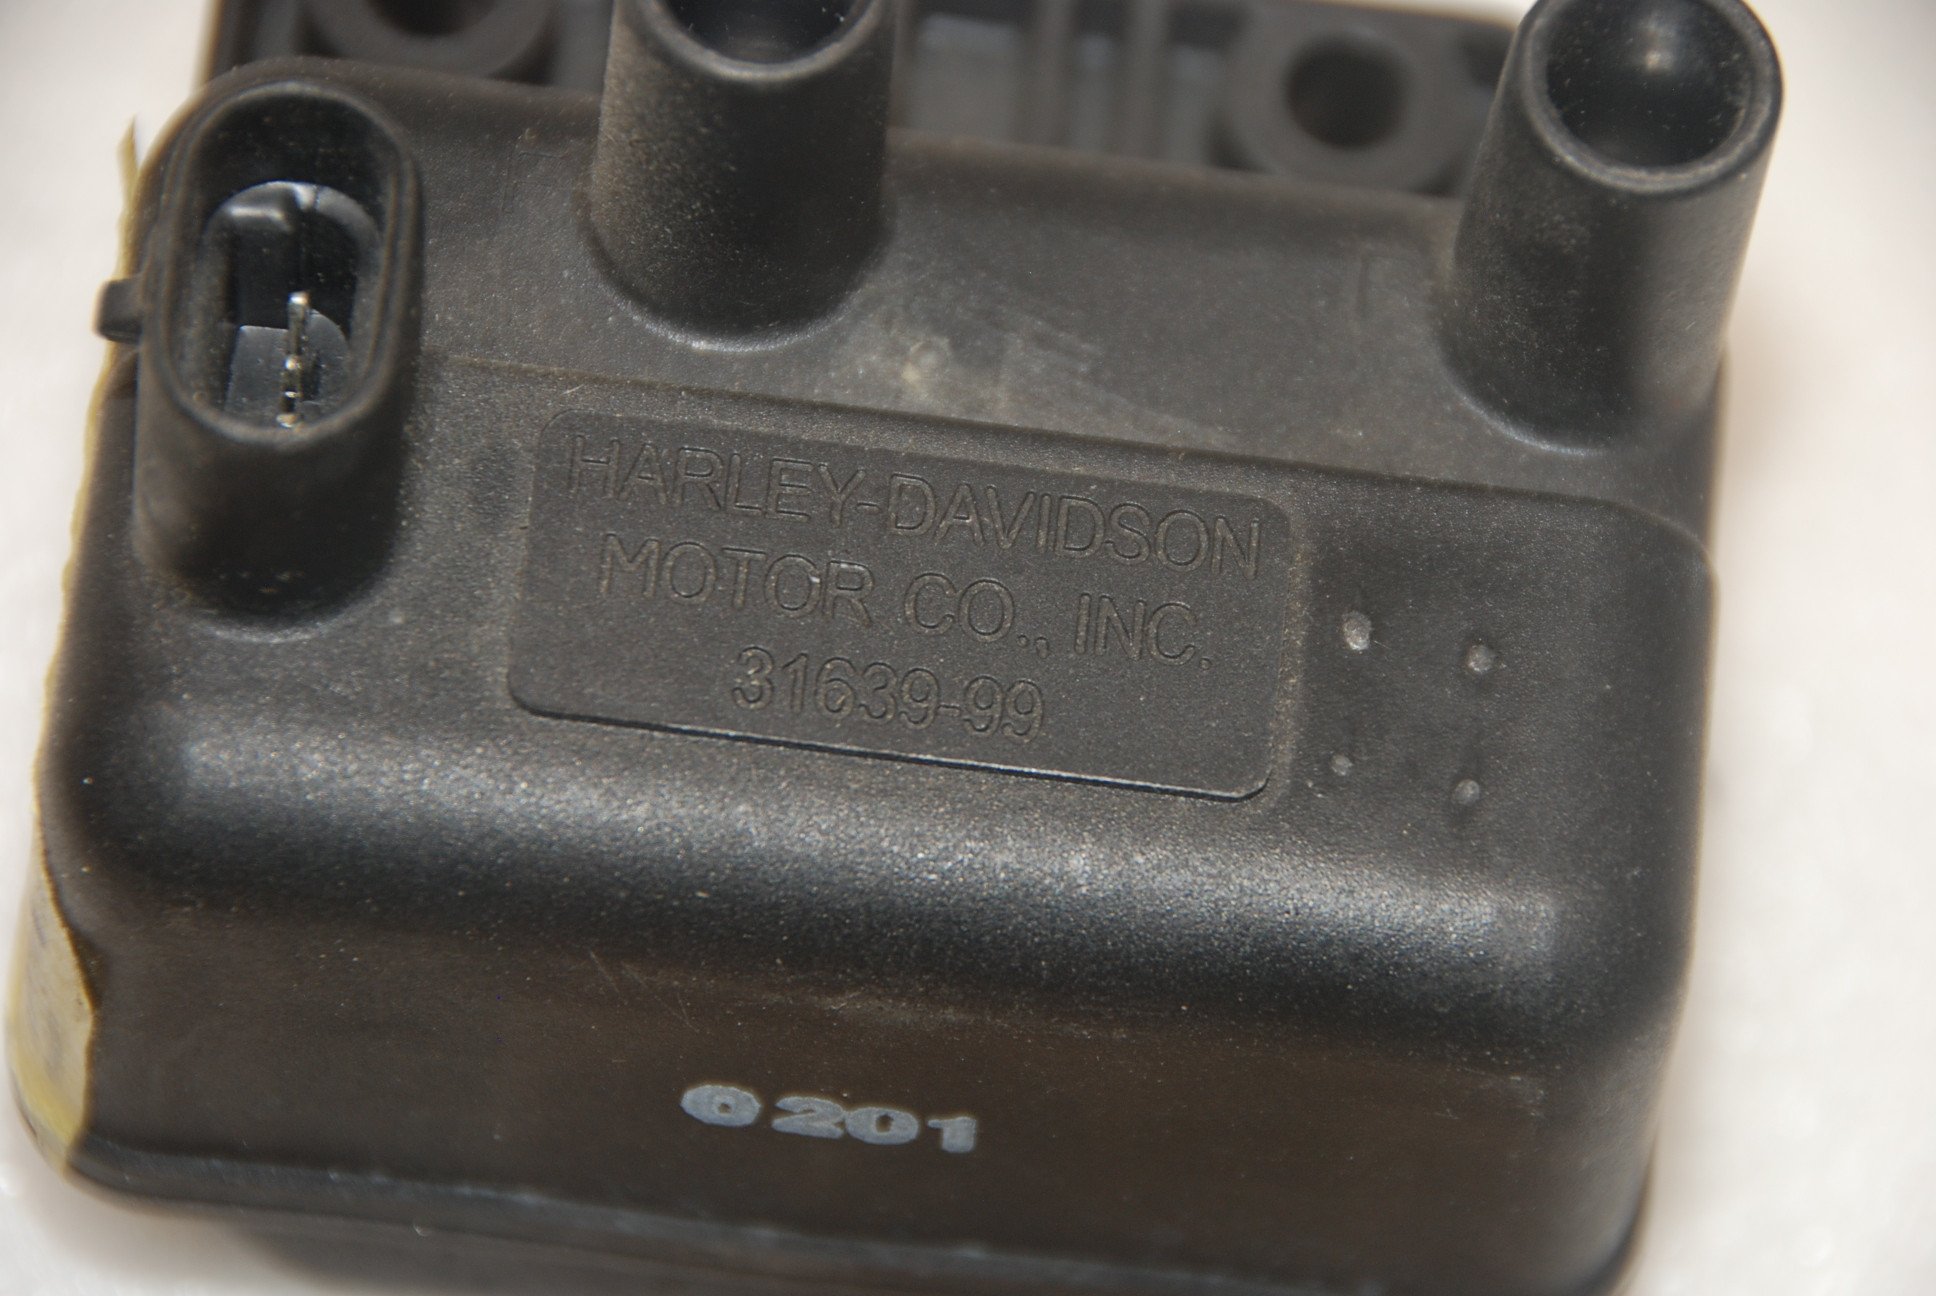 HARLEY-DAVIDSON
MOTOR CO., INC.
31639-99
0201